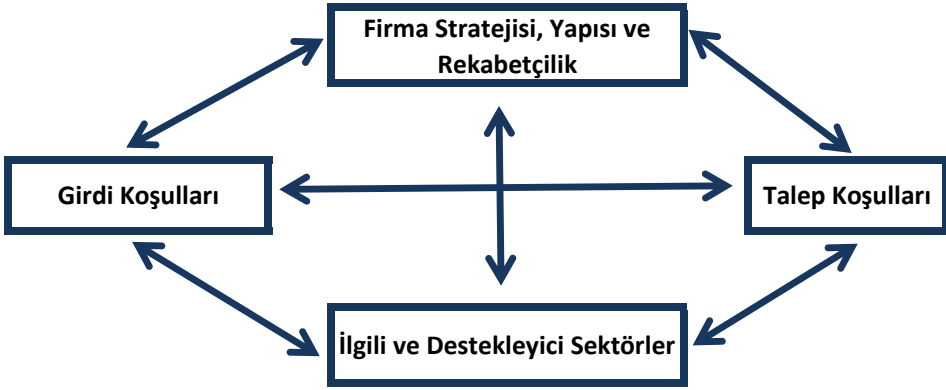 Firma Stratejisi, Yapısı ve
Rekabetçilik
Girdi Koşulları
Talep Koşulları
İlgili ve Destekleyici Sektörler